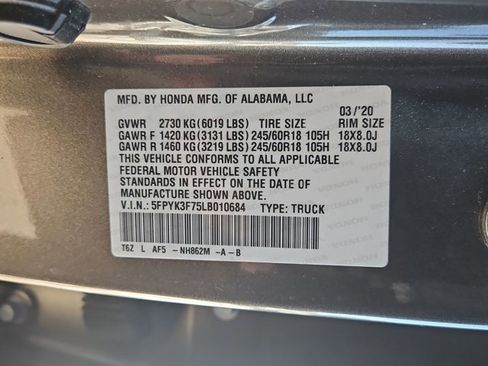 MFD. BY HONDA MFG. OF ALABAMA, LLC
03/'20
GVWR 2730 KG (6019 LBS) TIRE SIZE RIM SIZE
GAWR F 1420 KG (3131 LBS) 245/60R18 105H 18X8.0J
GAWR R 1460 KG (3219 LBS) 245/60R18 105H 18X8.0J
THIS VEHICLE CONFORMS TO ALL APPLICABLE
FEDERAL MOTOR VEHICLE SAFETY
STANDARDS IN EFFECT ON THE DATE OF
MANUFACTURE SHOWN ABOVE.
V.I.N.: 5FPYK3F75LB010684 TYPE: TRUCK
T6Z L AF5 -NH862M -A -B